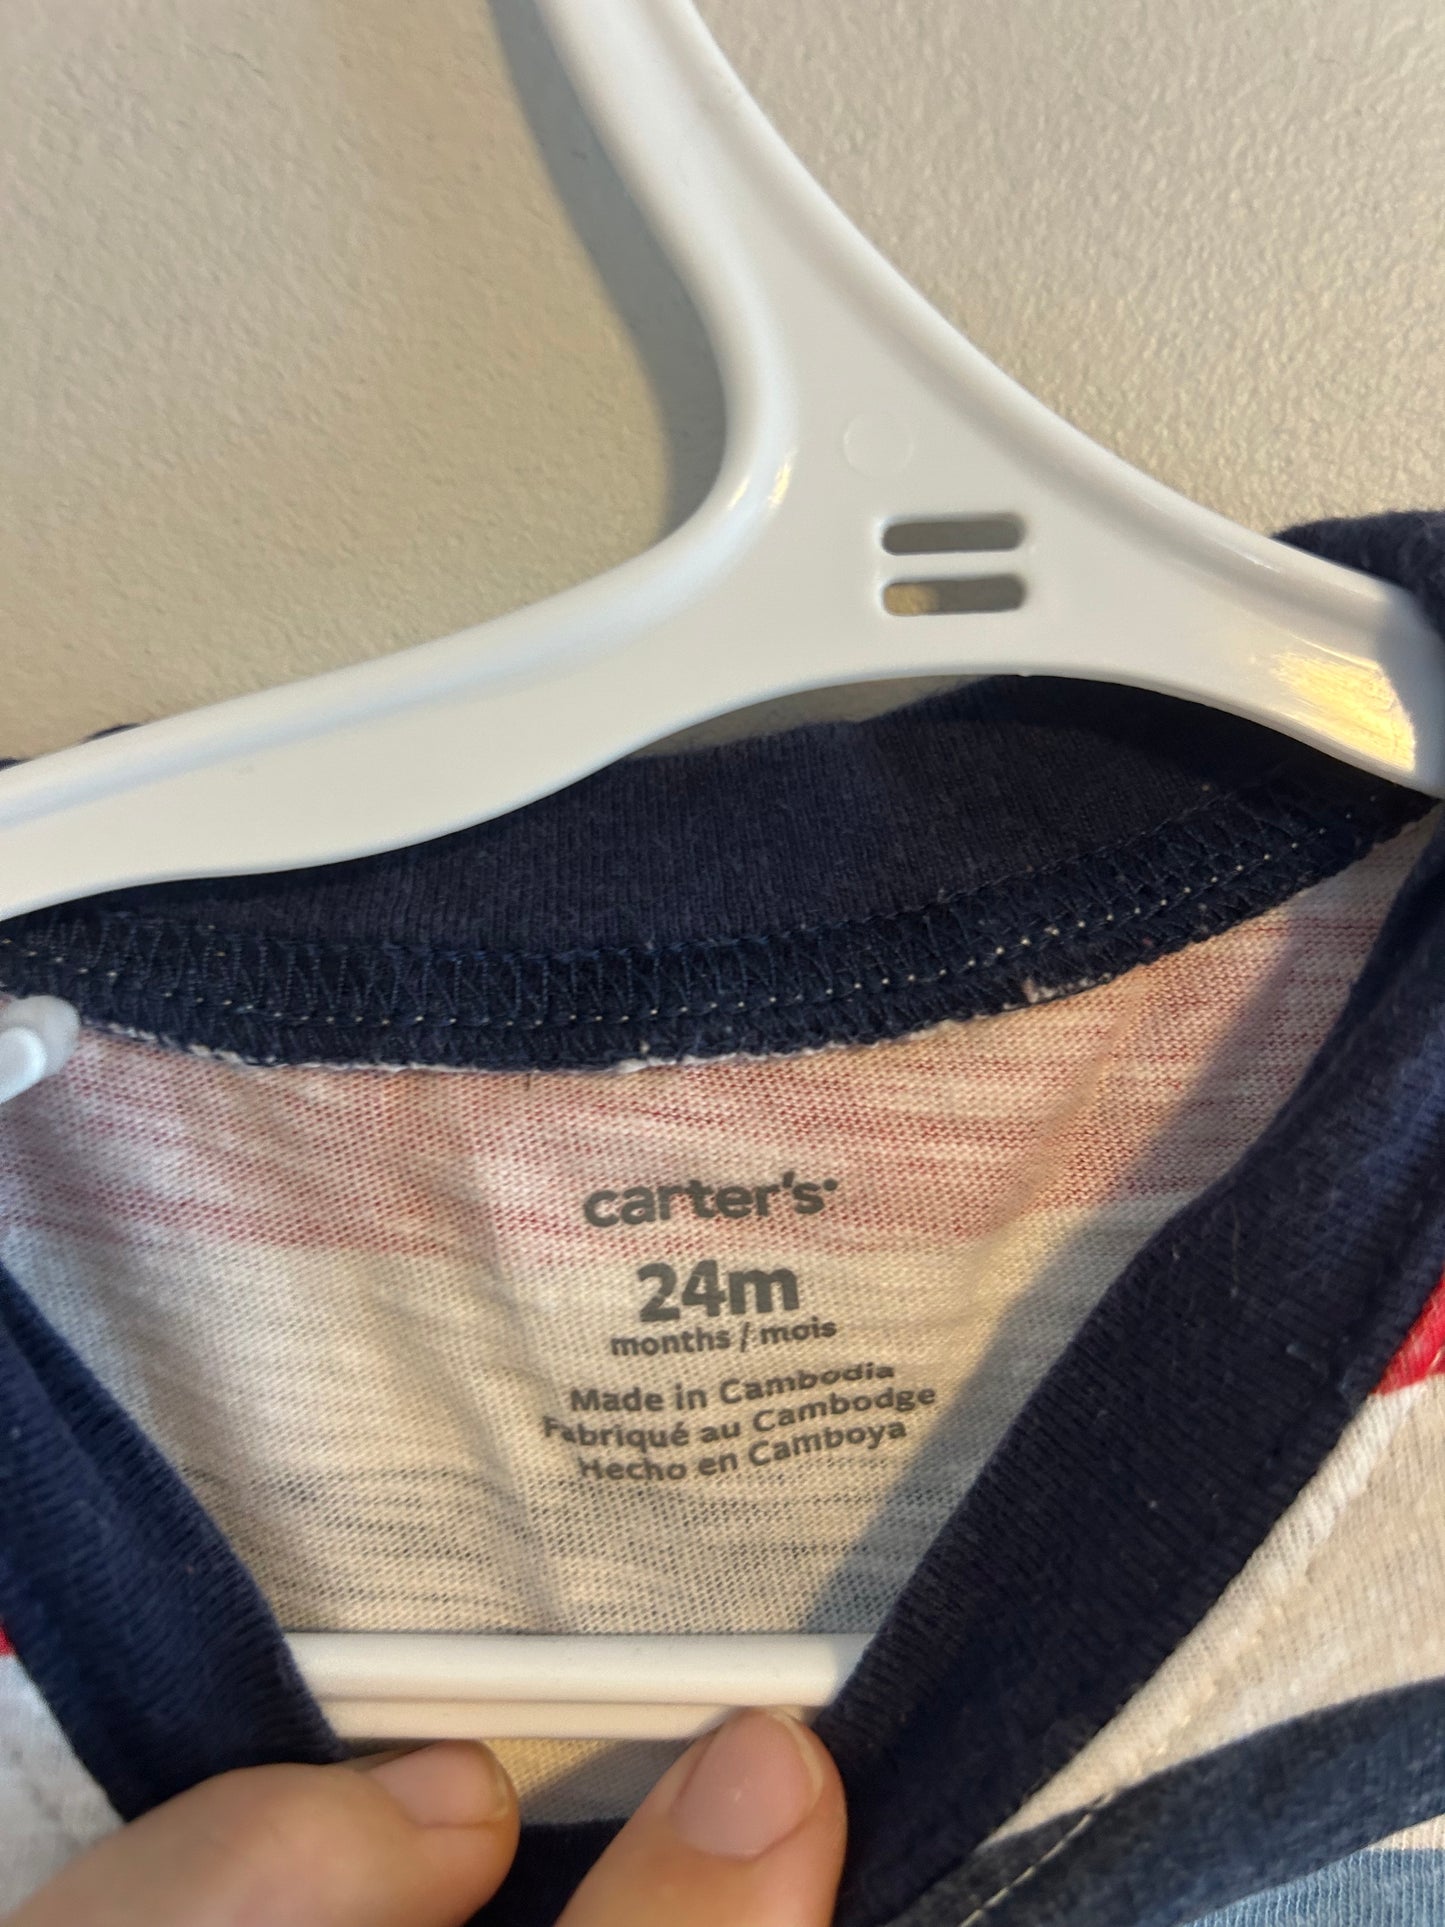 carter's
24m
months / mois
Made in Cambodia
Fabriqué au Cambodge
Hecho en Camboya